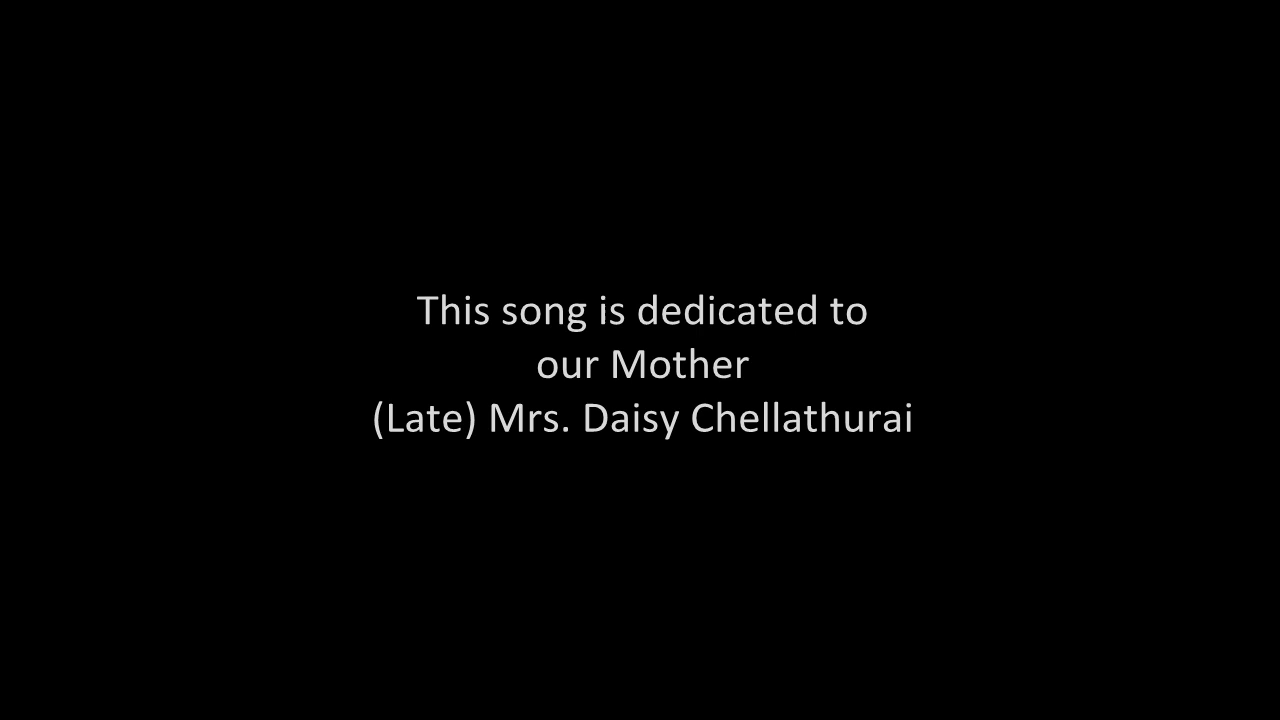 This song is dedicated to
our Mother
(Late) Mrs. Daisy Chellathurai